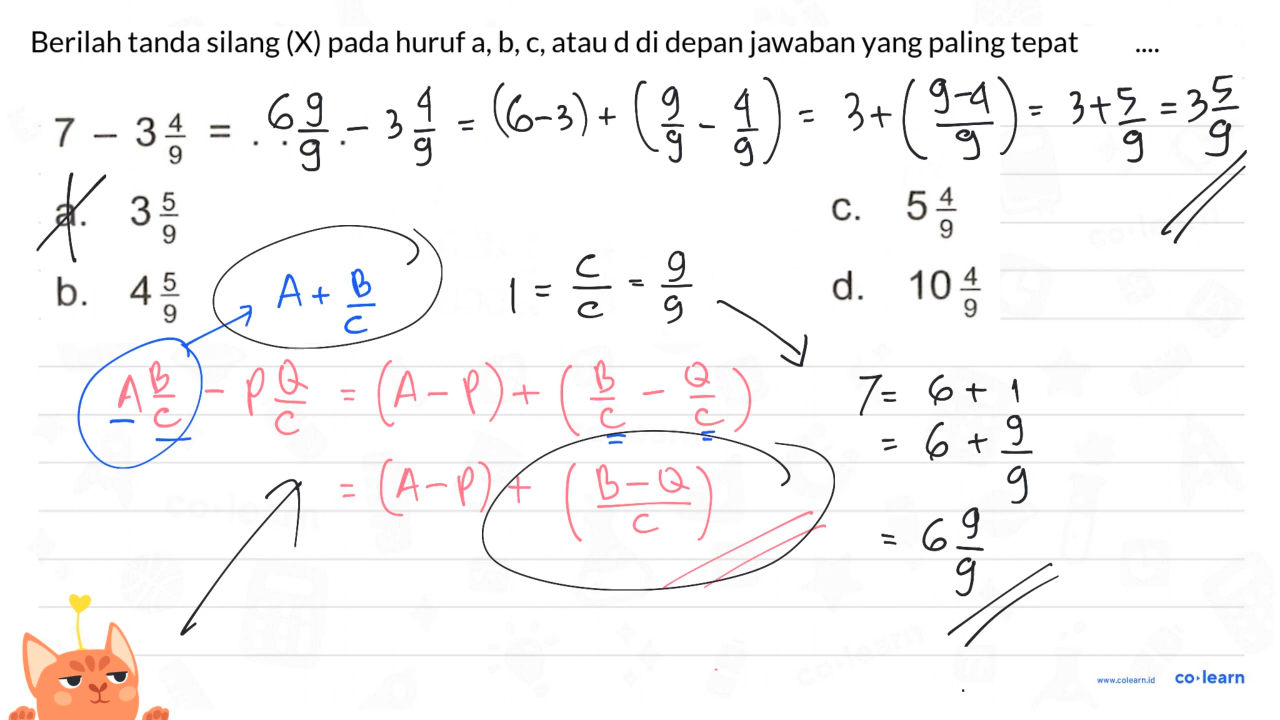 Berilah tanda silang (X) pada huruf a, b, c, atau d di depan jawaban yang paling tepat ....
7 - 3 4/9 = . . . 6 9/9 - 3 4/9 = (6-3) + (9/9 - 4/9) = 3 + (9-4/9) = 3 + 5/9 = 3 5/9
a. 3 5/9
c. 5 4/9
b. 4 5/9
A + B/C
1 = C/C = 9/9
d. 10 4/9
A B/C - P Q/C = (A-P) + (B/C - Q/C)
= (A-P) + (B-Q/C)
7 = 6 + 1
= 6 + 9/9
= 6 9/9
www.colearn.id co·learn